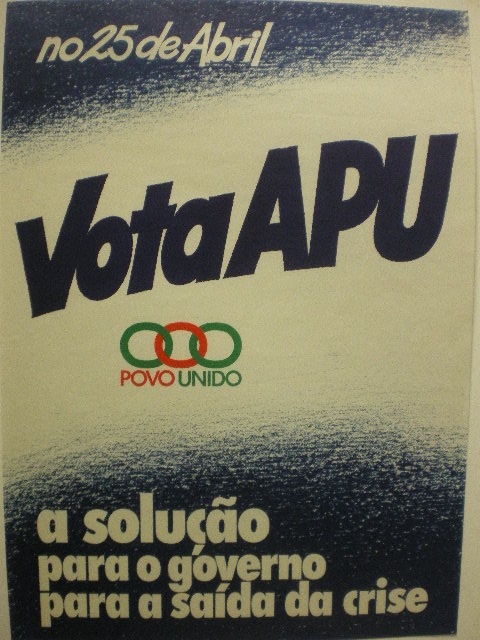 no 25 de Abril
Vota APU
POVO UNIDO
a solução
para o governo
para a saída da crise